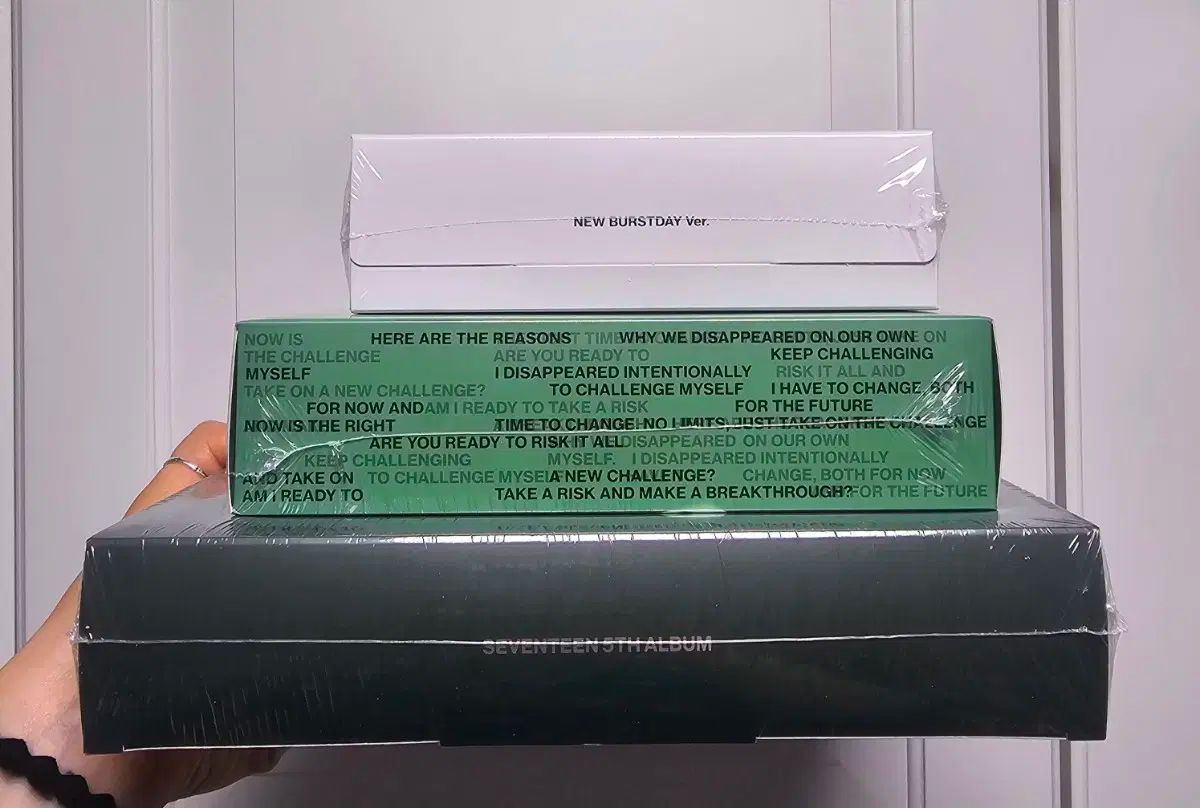 NEW BURSTDAY Ver.
NOW IS HERE ARE THE REASONS T TIME WHY WE DISAPPEARED ON OUR OWN E ON
THE CHALLENGE ARE YOU READY TO KEEP CHALLENGING
MYSELF I DISAPPEARED INTENTIONALLY RISK IT ALL AND
TAKE ON A NEW CHALLENGE? TO CHALLENGE MYSELF I HAVE TO CHANGE, BOTH
FOR NOW AND AM I READY TO TAKE A RISK FOR THE FUTURE
NOW IS THE RIGHT TIME TO CHANGE, NO LIMITS, JUST TAKE ON THE CHALLENGE
ARE YOU READY TO RISK IT ALL DISAPPEARED ON OUR OWN
KEEP CHALLENGING MYSELF. I DISAPPEARED INTENTIONALLY
AND TAKE ON TO CHALLENGE MYSEL A NEW CHALLENGE? CHANGE, BOTH FOR NOW
AM I READY TO TAKE A RISK AND MAKE A BREAKTHROUGH? FOR THE FUTURE
SEVENTEEN 5TH ALBUM